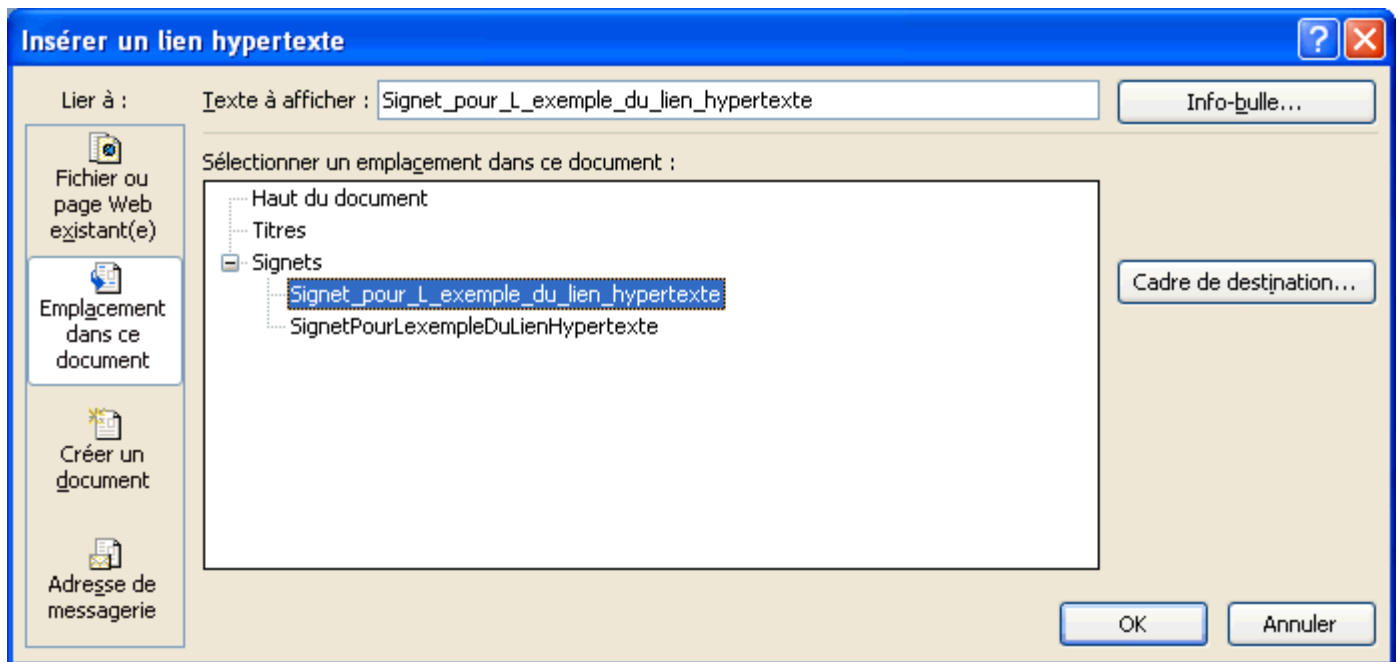 Insérer un lien hypertexte
Lier à :
Texte à afficher : Signet_pour_L_exemple_du_lien_hypertexte
Info-bulle...
Fichier ou
page Web
existant(e)
Emplacement
dans ce
document
Créer un
document
Adresse de
messagerie
Sélectionner un emplacement dans ce document :
Haut du document
Titres
Signets
Signet_pour_L_exemple_du_lien_hypertexte
SignetPourLexempleDuLienHypertexte
Cadre de destination...
OK
Annuler